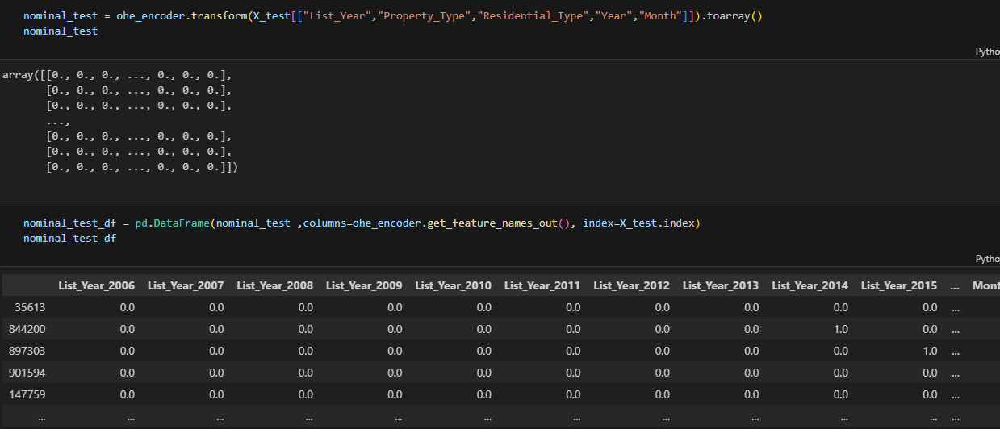 nominal_test = ohe_encoder.transform(X_test[["List_Year","Property_Type","Residential_Type","Year","Month"]]).toarray()
nominal_test
Pytho
array([[0., 0., 0., ..., 0., 0., 0.],
[0., 0., 0., ..., 0., 0., 0.],
[0., 0., 0., ..., 0., 0., 0.],
...,
[0., 0., 0., ..., 0., 0., 0.],
[0., 0., 0., ..., 0., 0., 0.],
[0., 0., 0., ..., 0., 0., 0.]])
nominal_test_df = pd.DataFrame(nominal_test ,columns=ohe_encoder.get_feature_names_out(), index=X_test.index)
nominal_test_df
Pytho
List_Year_2006 List_Year_2007 List_Year_2008 List_Year_2009 List_Year_2010 List_Year_2011 List_Year_2012 List_Year_2013 List_Year_2014 List_Year_2015 ... Mont
35613 0.0 0.0 0.0 0.0 0.0 0.0 0.0 0.0 0.0 0.0 ...
844200 0.0 0.0 0.0 0.0 0.0 0.0 0.0 0.0 1.0 0.0 ...
897303 0.0 0.0 0.0 0.0 0.0 0.0 0.0 0.0 0.0 1.0 ...
901594 0.0 0.0 0.0 0.0 0.0 0.0 0.0 0.0 0.0 0.0 ...
147759 0.0 0.0 0.0 0.0 0.0 0.0 0.0 0.0 0.0 0.0 ...
... ... ... ... ... ... ... ... ... ... ... ...